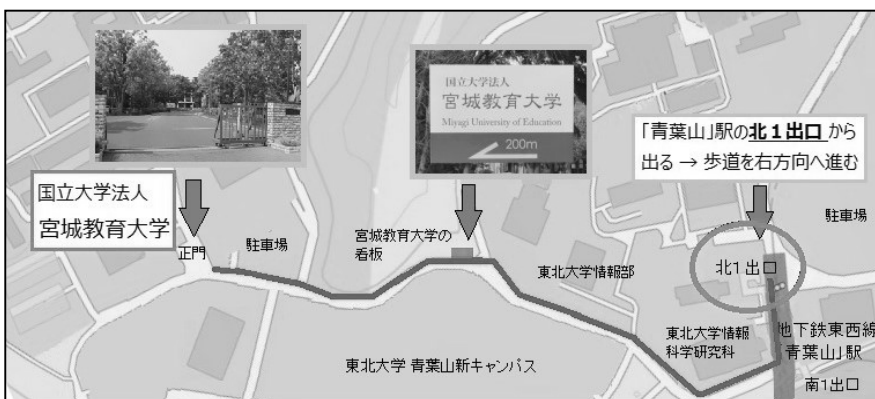 国立大学法人
宮城教育大学
Miyagi University of Education
200m
「青葉山」駅の北1出口 から
出る → 歩道を右方向へ進む
国立大学法人
宮城教育大学
正門
駐車場
宮城教育大学の
看板
東北大学情報部
駐車場
北1出口
東北大学情報
科学研究科
地下鉄東西線
青葉山」駅
東北大学 青葉山新キャンパス
南1出口